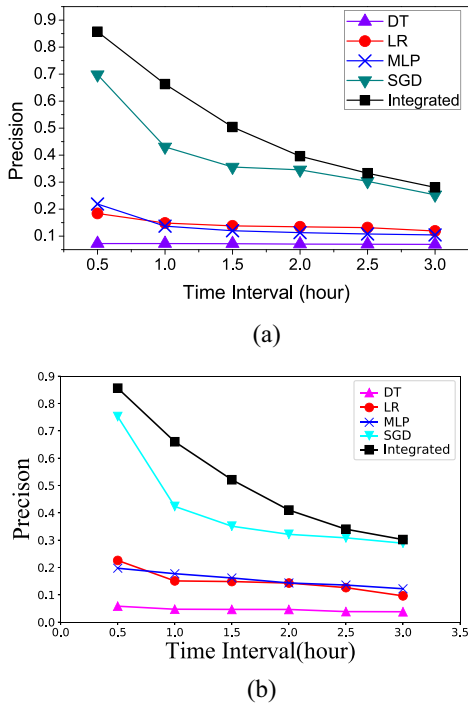 0.9
0.8
0.7
0.6
0.5
0.4
0.3
0.2
0.1
Precision
DT
LR
MLP
SGD
Integrated
0.5 1.0 1.5 2.0 2.5 3.0
Time Interval (hour)
(a)
0.9
0.8
0.7
0.6
0.5
0.4
0.3
0.2
0.1
0.0
Precison
DT
LR
MLP
SGD
Integrated
0.0 0.5 1.0 1.5 2.0 2.5 3.0 3.5
Time Interval(hour)
(b)